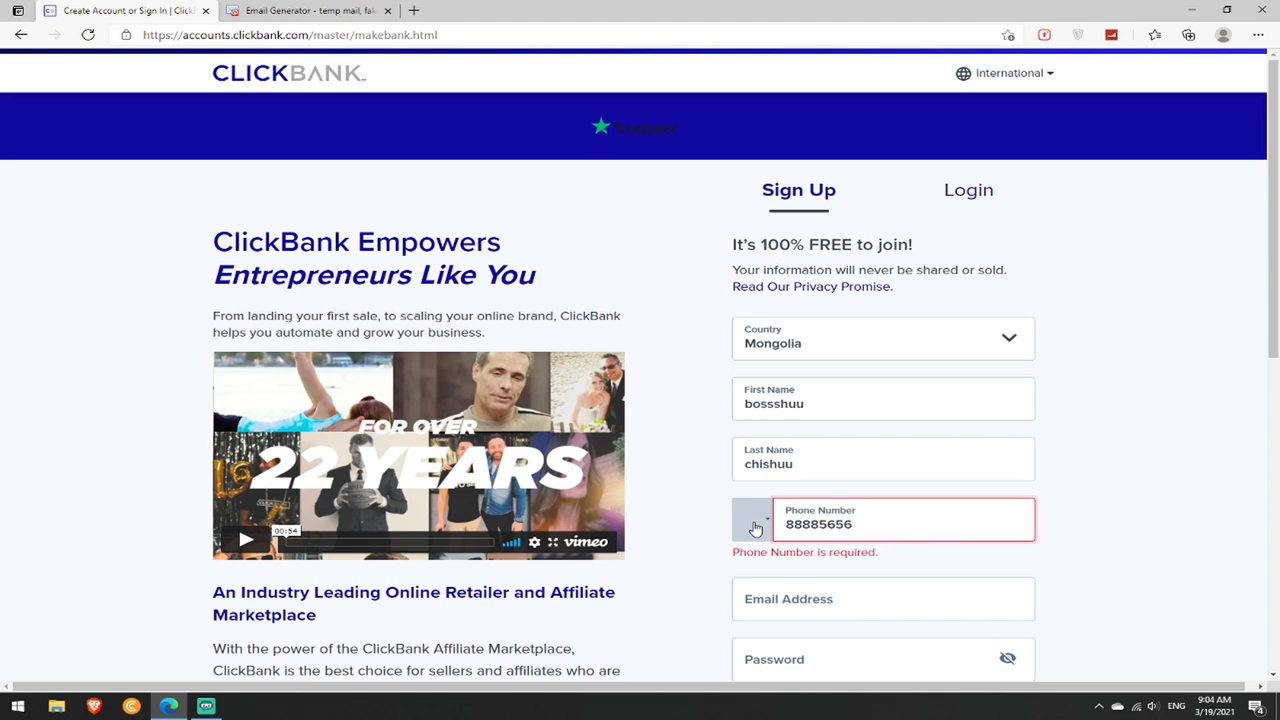 Create Account or Sign In | Click
Email Generator - temp mail, fak
https://accounts.clickbank.com/master/makebank.html
CLICKBANK
International
Trustpilot
Sign Up
Login
ClickBank Empowers
Entrepreneurs Like You
It's 100% FREE to join!
Your information will never be shared or sold.
Read Our Privacy Promise.
From landing your first sale, to scaling your online brand, ClickBank
helps you automate and grow your business.
Country
Mongolia
First Name
bossshuu
Last Name
chishuu
Phone Number
88885656
Phone Number is required.
Email Address
Password
FOR OVER
22 YEARS
00:54
vimeo
An Industry Leading Online Retailer and Affiliate
Marketplace
With the power of the ClickBank Affiliate Marketplace,
ClickBank is the best choice for sellers and affiliates who are
ENG
9:04 AM
3/19/2021
4